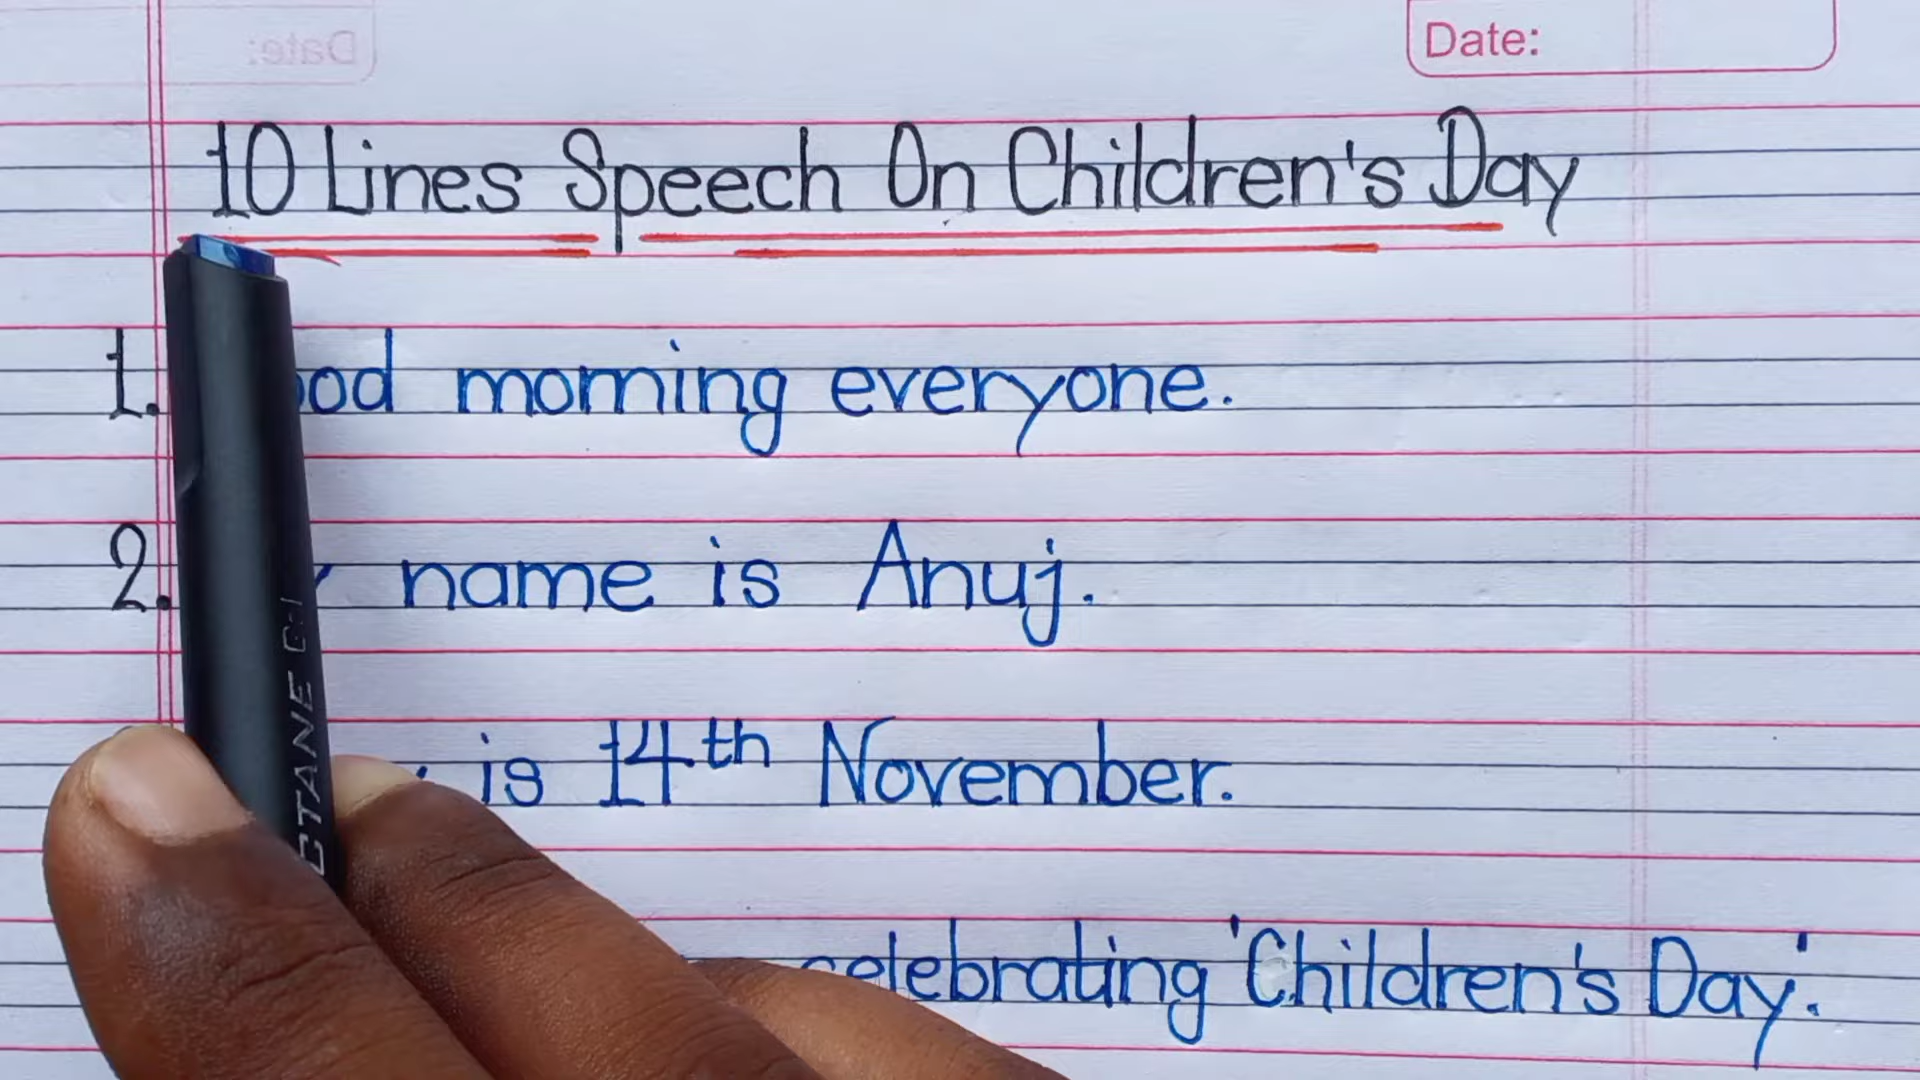 Date:
Date:
10 Lines Speech On Children's Day
1. ood morning everyone.
2. name is Anuj.
is 14th November.
celebrating 'Children's Day'.
CTANE